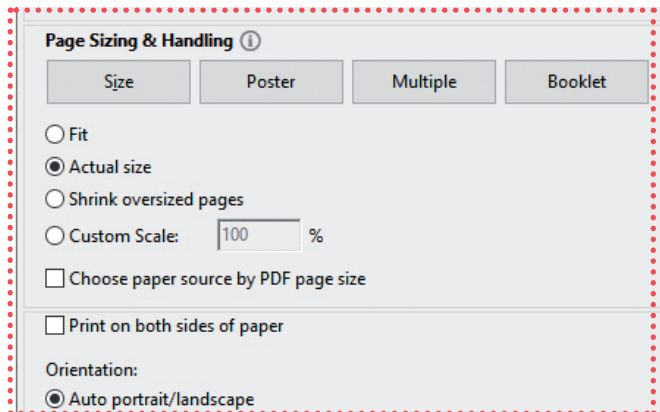 Page Sizing & Handling
Size Poster Multiple Booklet
Fit
Actual size
Shrink oversized pages
Custom Scale: 100 %
Choose paper source by PDF page size
Print on both sides of paper
Orientation:
Auto portrait/landscape